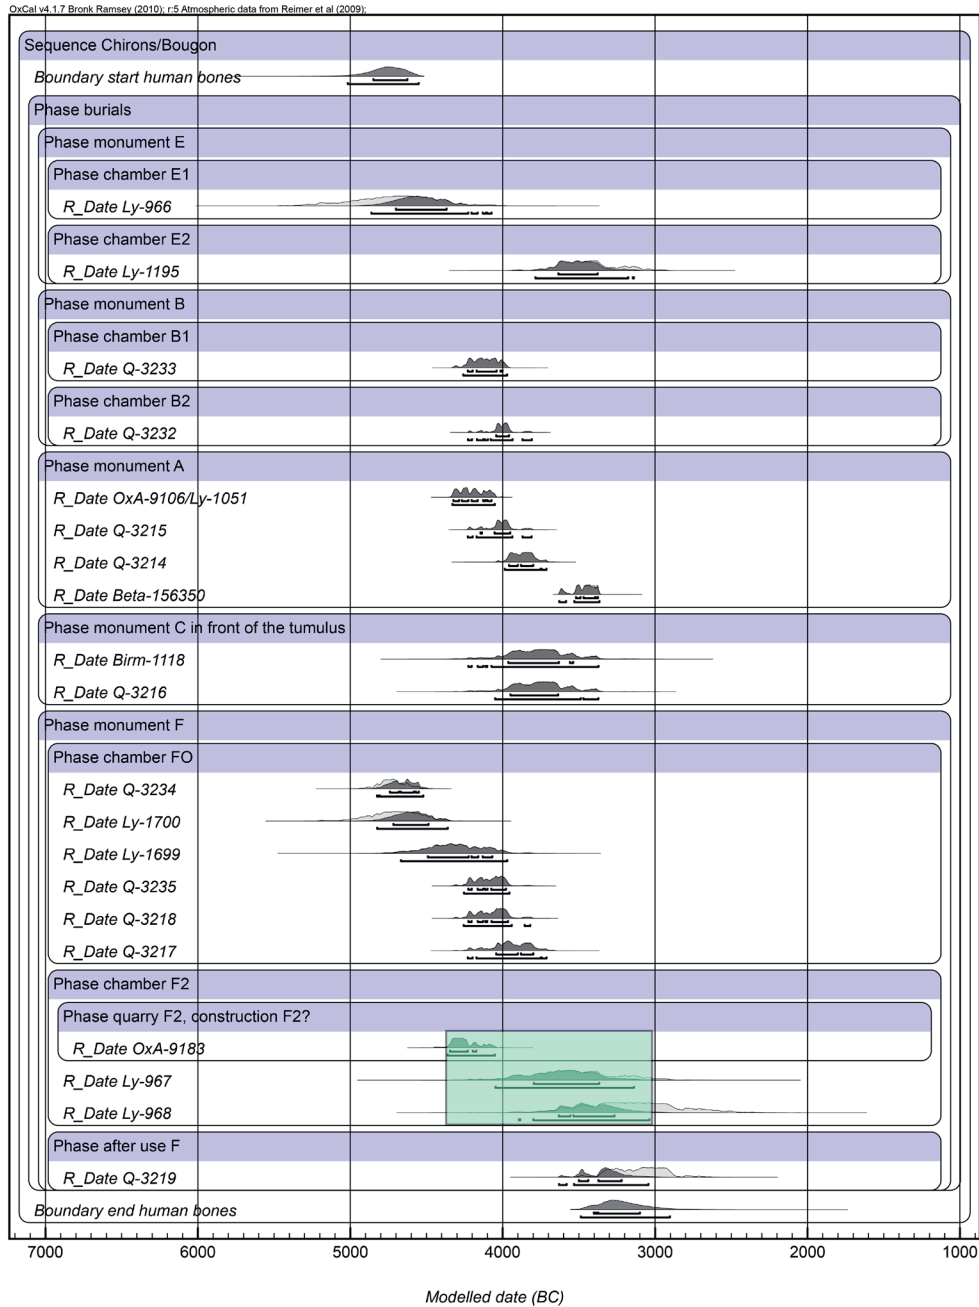 OxCal v4.1.7 Bronk Ramsey (2010); r:5 Atmospheric data from Reimer et al (2009);
Sequence Chirons/Bougon
Boundary start human bones
Phase burials
Phase monument E
Phase chamber E1
R_Date Ly-966
Phase chamber E2
R_Date Ly-1195
Phase monument B
Phase chamber B1
R_Date Q-3233
Phase chamber B2
R_Date Q-3232
Phase monument A
R_Date OxA-9106/Ly-1051
R_Date Q-3215
R_Date Q-3214
R_Date Beta-156350
Phase monument C in front of the tumulus
R_Date Birm-1118
R_Date Q-3216
Phase monument F
Phase chamber FO
R_Date Q-3234
R_Date Ly-1700
R_Date Ly-1699
R_Date Q-3235
R_Date Q-3218
R_Date Q-3217
Phase chamber F2
Phase quarry F2, construction F2?
R_Date OxA-9183
R_Date Ly-967
R_Date Ly-968
Phase after use F
R_Date Q-3219
Boundary end human bones
7000 6000 5000 4000 3000 2000 1000
Modelled date (BC)